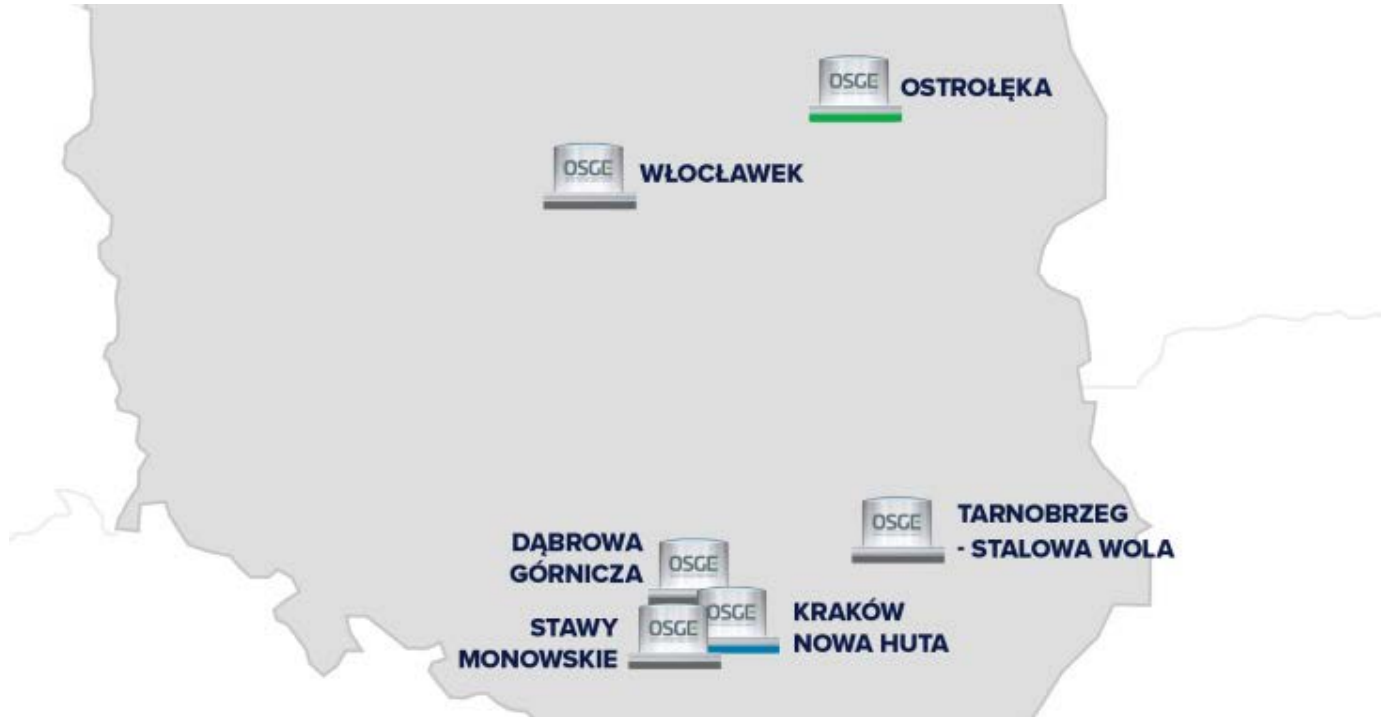 OSGE
OSTROŁĘKA
OSGE
WŁOCŁAWEK
OSGE
TARNOBRZEG
- STALOWA WOLA
DĄBROWA
GÓRNICZA
OSGE
OSGE
KRAKÓW
NOWA HUTA
STAWY
MONOWSKIE
OSGE